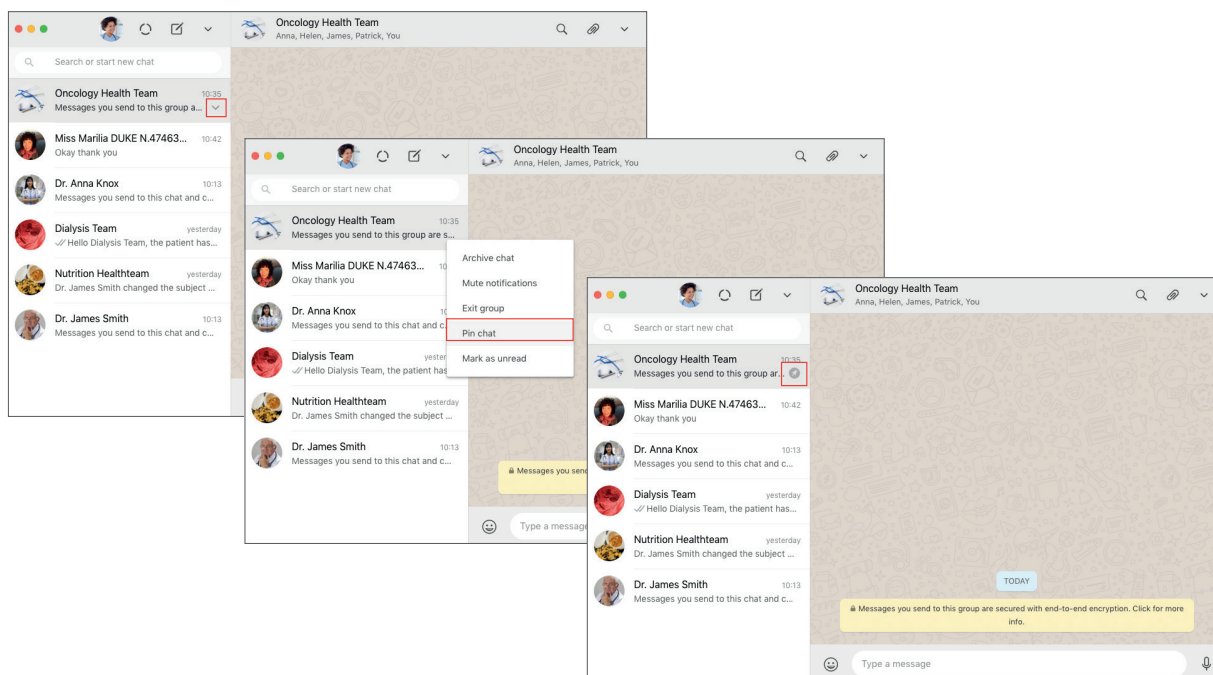 Oncology Health Team
Anna, Helen, James, Patrick, You
Search or start new chat
Oncology Health Team 10:35
Messages you send to this group a...
Miss Marilia DUKE N.47463... 10:42
Okay thank you
Dr. Anna Knox 10:13
Messages you send to this chat and c...
Dialysis Team yesterday
Hello Dialysis Team, the patient has...
Nutrition Healthteam yesterday
Dr. James Smith changed the subject ...
Dr. James Smith 10:13
Messages you send to this chat and c...
Oncology Health Team
Anna, Helen, James, Patrick, You
Search or start new chat
Oncology Health Team 10:35
Messages you send to this group are s...
Miss Marilia DUKE N.47463... 10
Okay thank you
Dr. Anna Knox 10
Messages you send to this chat and c
Dialysis Team yester
Hello Dialysis Team, the patient has
Nutrition Healthteam yesterday
Dr. James Smith changed the subject ...
Dr. James Smith 10:13
Messages you send to this chat and c...
Archive chat
Mute notifications
Exit group
Pin chat
Mark as unread
Messages you send
Type a message
Oncology Health Team
Anna, Helen, James, Patrick, You
Search or start new chat
Oncology Health Team 10:35
Messages you send to this group ar...
Miss Marilia DUKE N.47463... 10:42
Okay thank you
Dr. Anna Knox 10:13
Messages you send to this chat and c...
Dialysis Team yesterday
Hello Dialysis Team, the patient has...
Nutrition Healthteam yesterday
Dr. James Smith changed the subject ...
Dr. James Smith 10:13
Messages you send to this chat and c...
TODAY
Messages you send to this group are secured with end-to-end encryption. Click for more
info.
Type a message